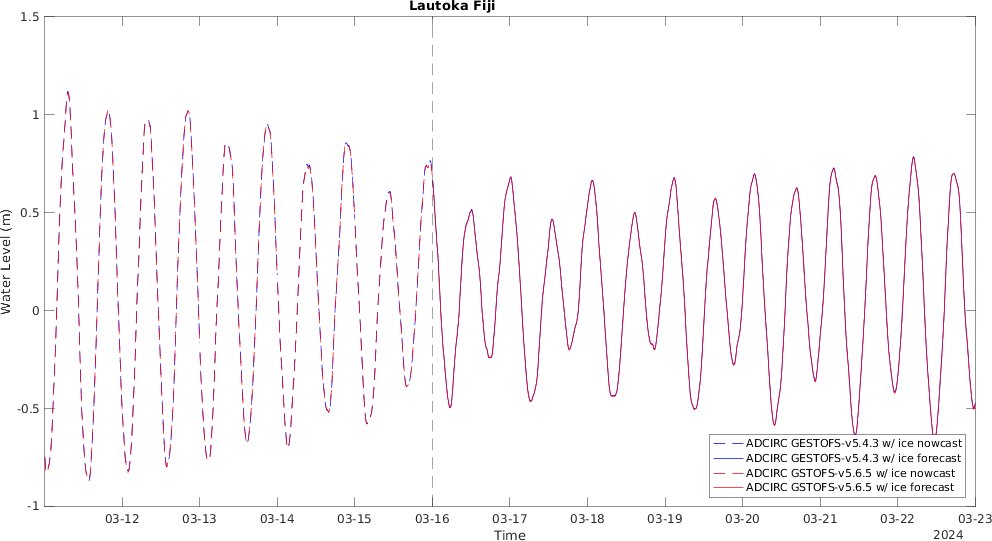 Lautoka Fiji
1.5
1
0.5
0
-0.5
-1
Water Level (m)
ADCIRC GESTOFS-v5.4.3 w/ ice nowcast
ADCIRC GESTOFS-v5.4.3 w/ ice forecast
ADCIRC GSTOFS-v5.6.5 w/ ice nowcast
ADCIRC GSTOFS-v5.6.5 w/ ice forecast
03-12 03-13 03-14 03-15 03-16 03-17 03-18 03-19 03-20 03-21 03-22 03-23
Time
2024